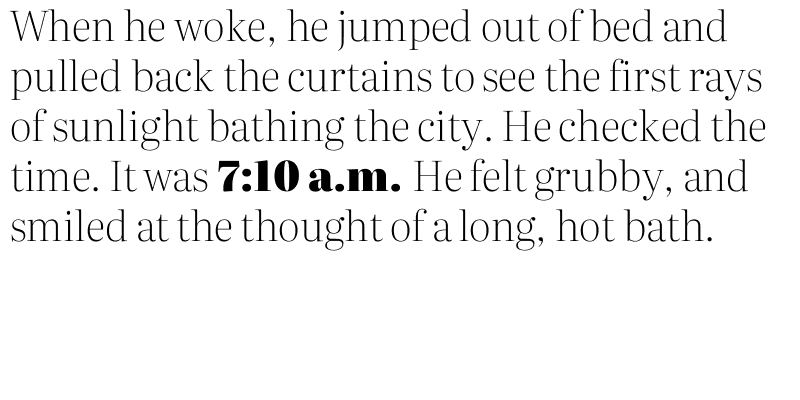 When he woke, he jumped out of bed and
pulled back the curtains to see the first rays
of sunlight bathing the city. He checked the
time. It was 7:10 a.m. He felt grubby, and
smiled at the thought of a long, hot bath.